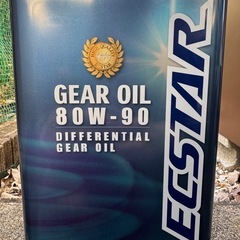 GEAR OIL
80W-90
DIFFERENTIAL
GEAR OIL
ECSTAR